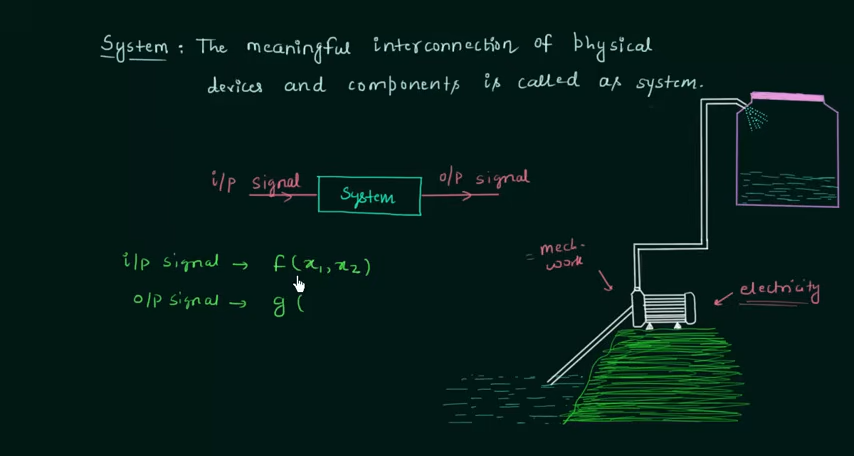 System : The meaningful interconnection of physical
devices and components is called as system.
i/p signal
System
o/p signal
i/p signal → f(x₁, x₂)
o/p signal → g (
= mech.
work
electricity